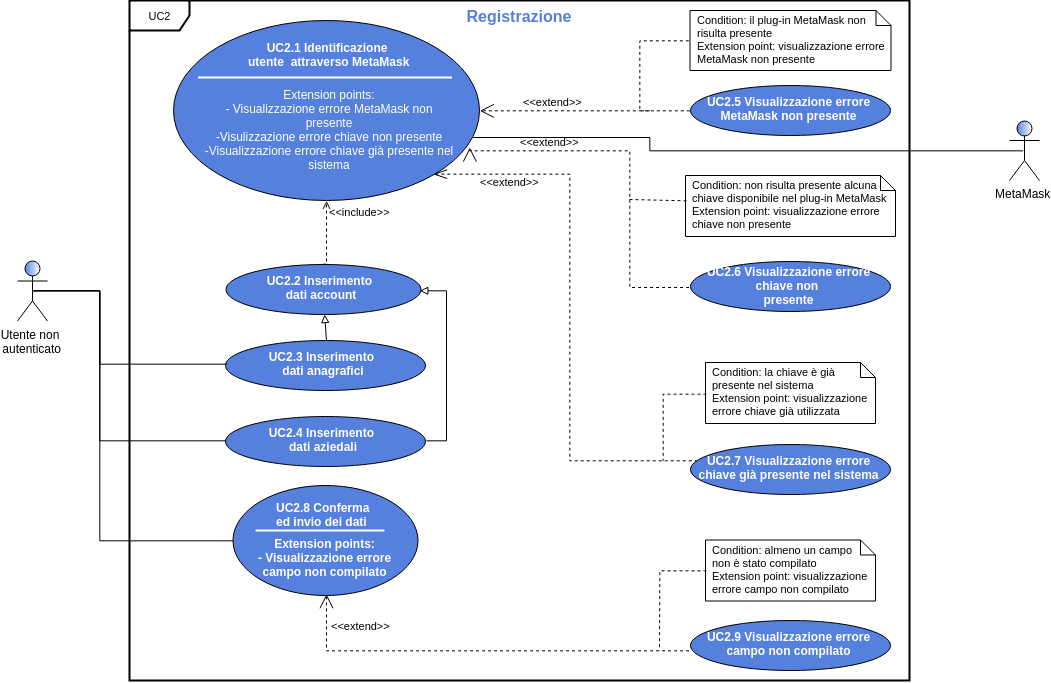 UC2
Registrazione
UC2.1 Identificazione
utente attraverso MetaMask
Extension points:
- Visualizzazione errore MetaMask non
presente
-Visulizzazione errore chiave non presente
-Visualizzazione errore chiave già presente nel
sistema
Condition: il plug-in MetaMask non
risulta presente
Extension point: visualizzazione errore
MetaMask non presente
<<extend>>
UC2.5 Visualizzazione errore
MetaMask non presente
<<extend>>
<<extend>>
MetaMask
Condition: non risulta presente alcuna
chiave disponibile nel plug-in MetaMask
Extension point: visualizzazione errore
chiave non presente
<<include>>
UC2.2 Inserimento
dati account
UC2.6 Visualizzazione errore
chiave non
presente
Utente non
autenticato
UC2.3 Inserimento
dati anagrafici
Condition: la chiave è già
presente nel sistema
Extension point: visualizzazione
errore chiave già utilizzata
UC2.4 Inserimento
dati aziedali
UC2.7 Visualizzazione errore
chiave già presente nel sistema
UC2.8 Conferma
ed invio dei dati
Extension points:
- Visualizzazione errore
campo non compilato
Condition: almeno un campo
non è stato compilato
Extension point: visualizzazione
errore campo non compilato
<<extend>>
UC2.9 Visualizzazione errore
campo non compilato